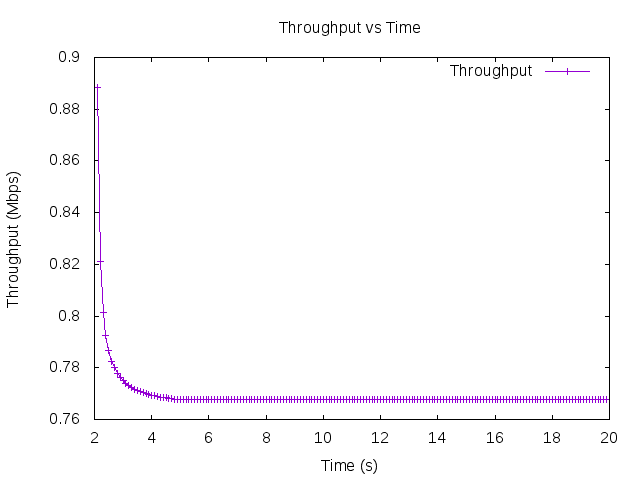 Throughput vs Time
Throughput
Throughput (Mbps)
0.9
0.88
0.86
0.84
0.82
0.8
0.78
0.76
2 4 6 8 10 12 14 16 18 20
Time (s)